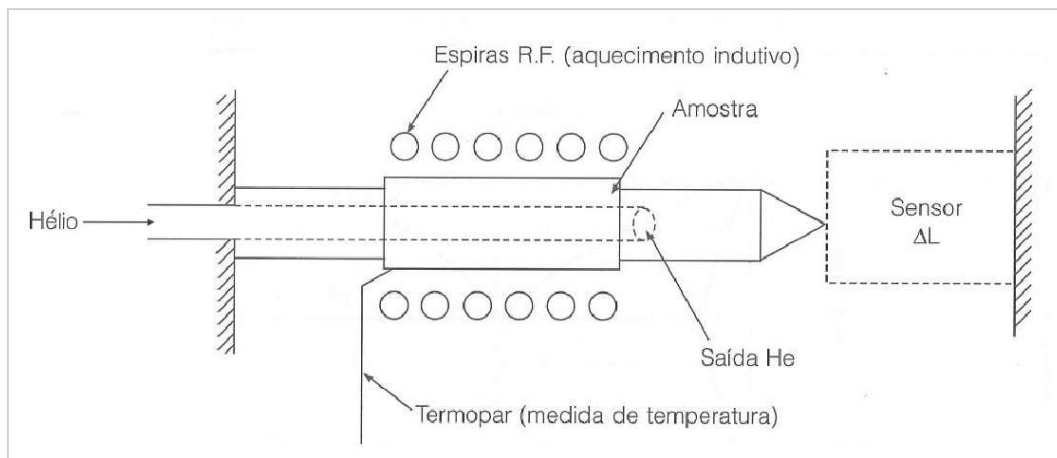 Espiras R.F. (aquecimento indutivo)
Amostra
Hélio
Sensor
ΔL
Saída He
Termopar (medida de temperatura)